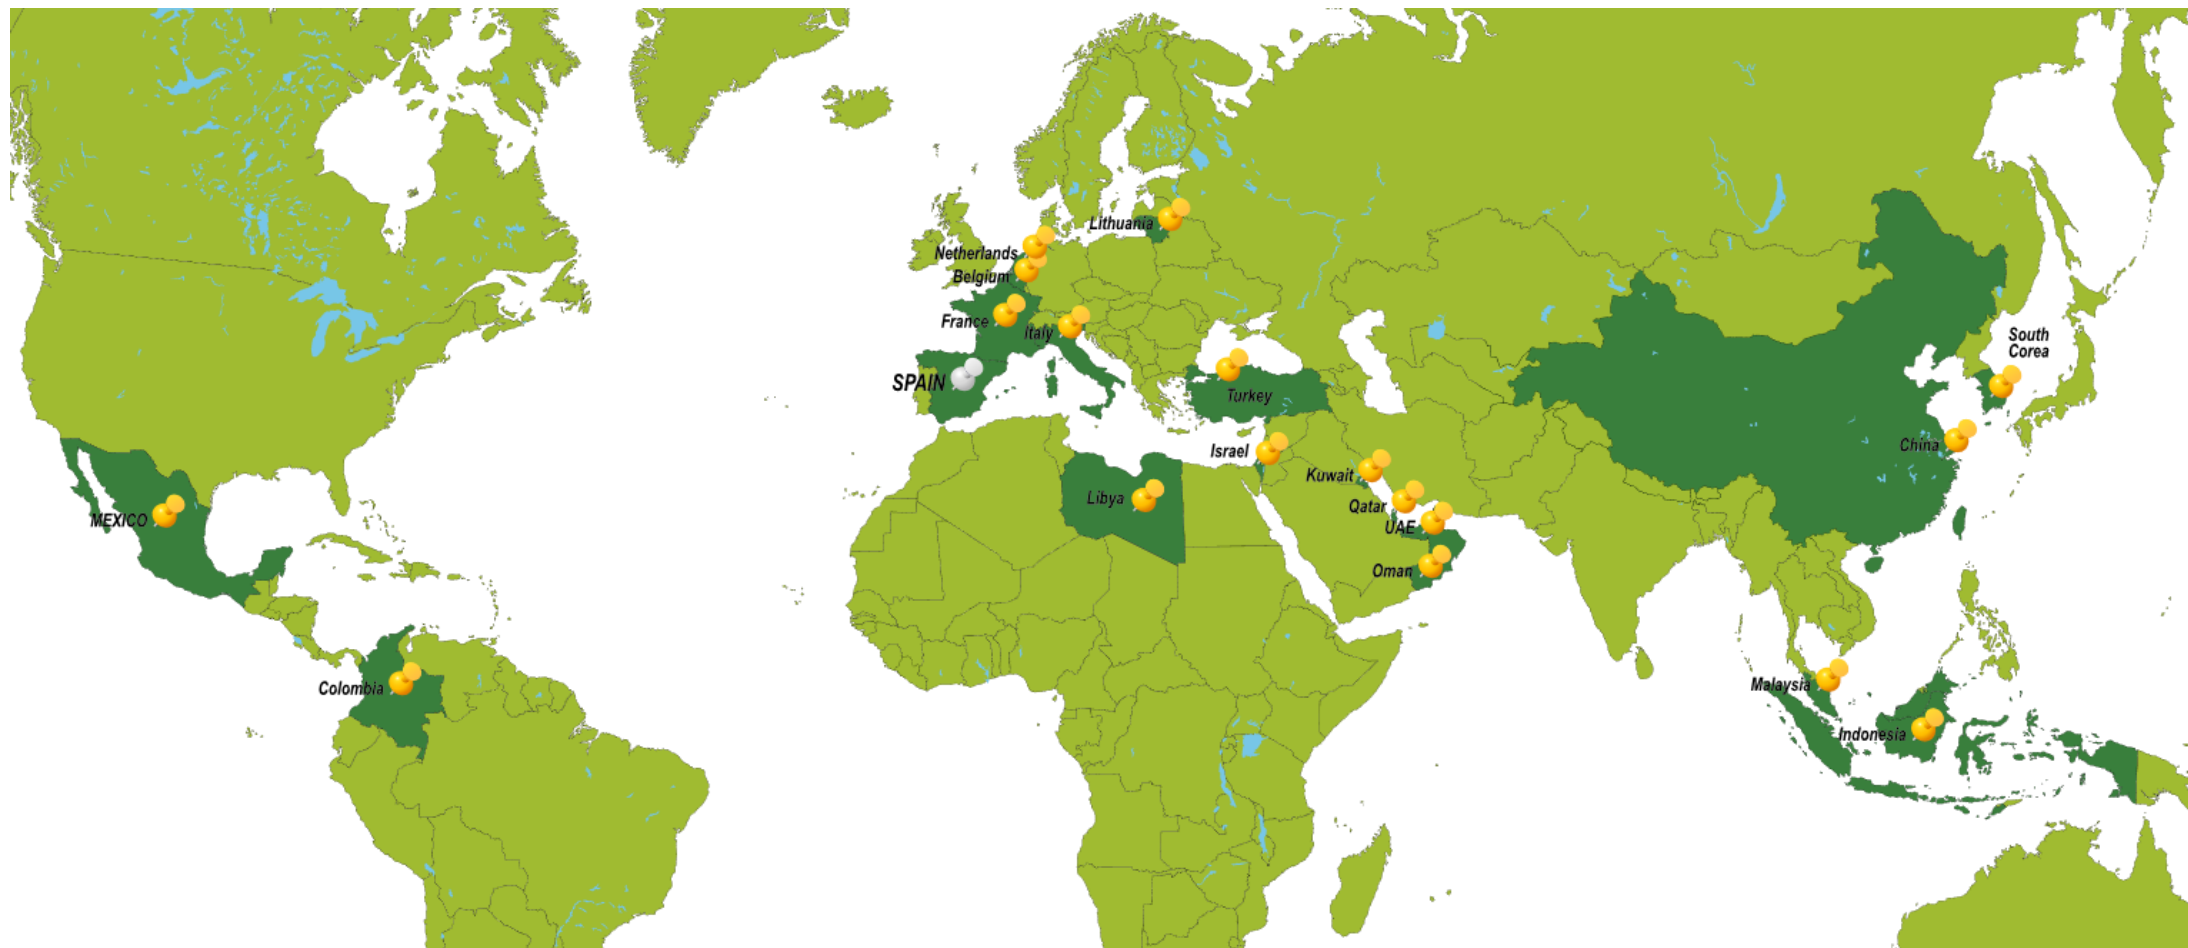 Lithuania
Netherlands
Belgium
France
Italy
SPAIN
Turkey
South
Corea
China
Israel
Kuwait
Libya
Qatar
UAE
Oman
MEXICO
Colombia
Malaysia
Indonesia